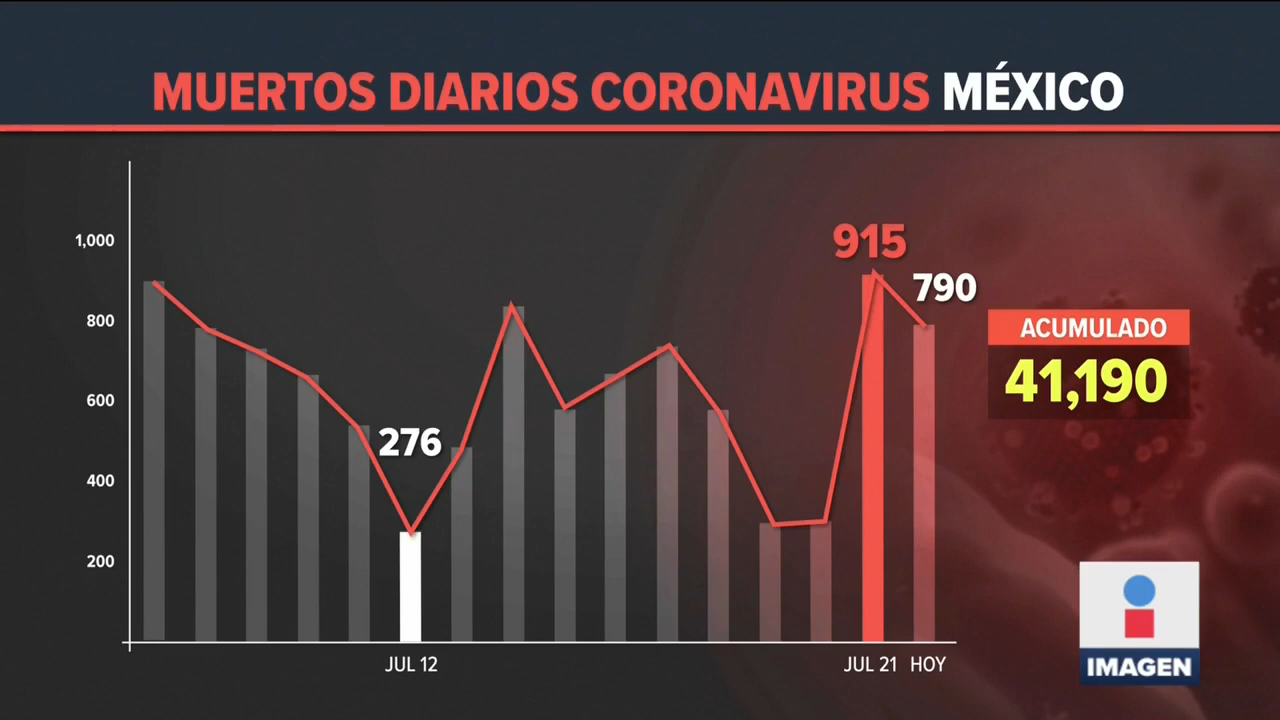 MUERTOS DIARIOS CORONAVIRUS MÉXICO
1,000
800
600
400
200
276
915
790
JUL 12
JUL 21
HOY
ACUMULADO
41,190
IMAGEN